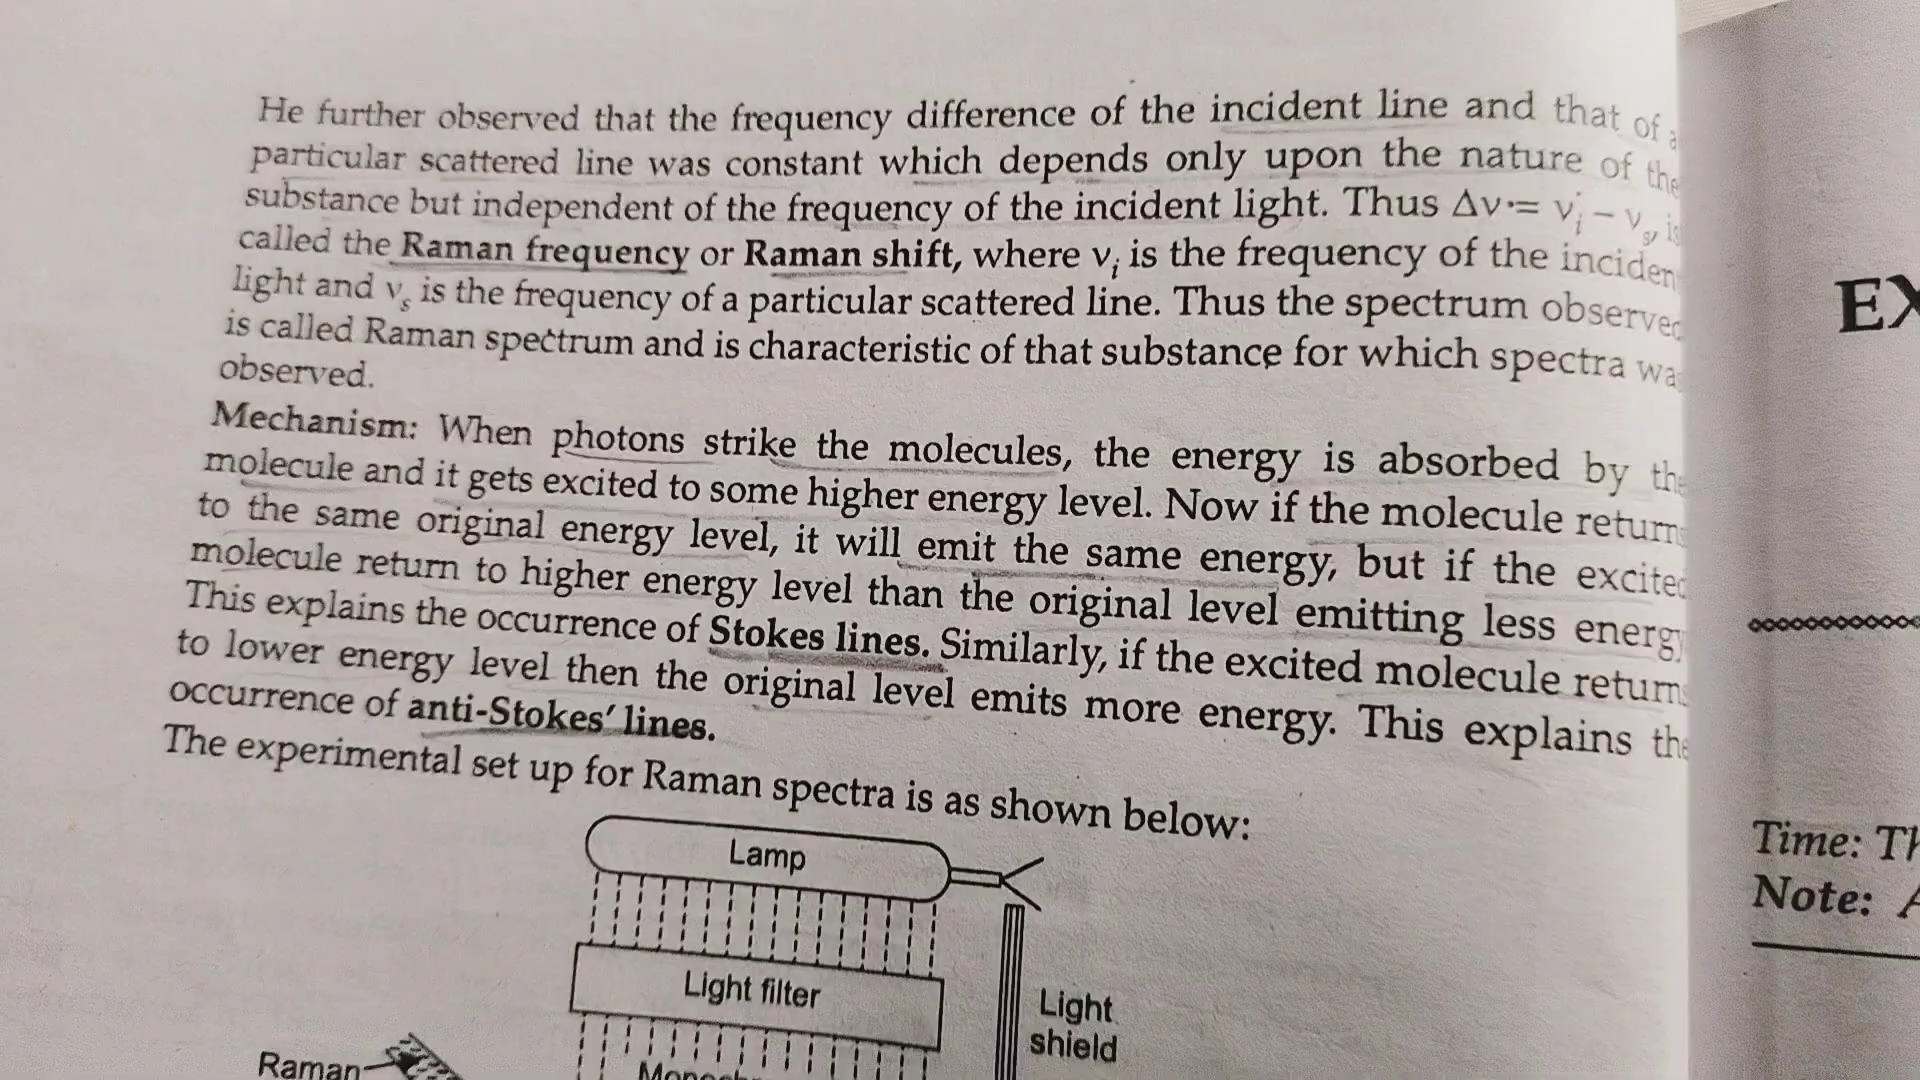 He further observed that the frequency difference of the incident line and that of a
particular scattered line was constant which depends only upon the nature of the
substance but independent of the frequency of the incident light. Thus Δν = νi – νs, is
called the Raman frequency or Raman shift, where νi is the frequency of the inciden
light and νs is the frequency of a particular scattered line. Thus the spectrum observed
is called Raman spectrum and is characteristic of that substance for which spectra wa
observed.
Mechanism: When photons strike the molecules, the energy is absorbed by the
molecule and it gets excited to some higher energy level. Now if the molecule returns
to the same original energy level, it will emit the same energy, but if the excited
molecule return to higher energy level than the original level emitting less energy
This explains the occurrence of Stokes lines. Similarly, if the excited molecule returns
to lower energy level then the original level emits more energy. This explains the
occurrence of anti-Stokes' lines.
The experimental set up for Raman spectra is as shown below:
Lamp
Light filter
Light
shield
Raman
EX
Time: Th
Note: A